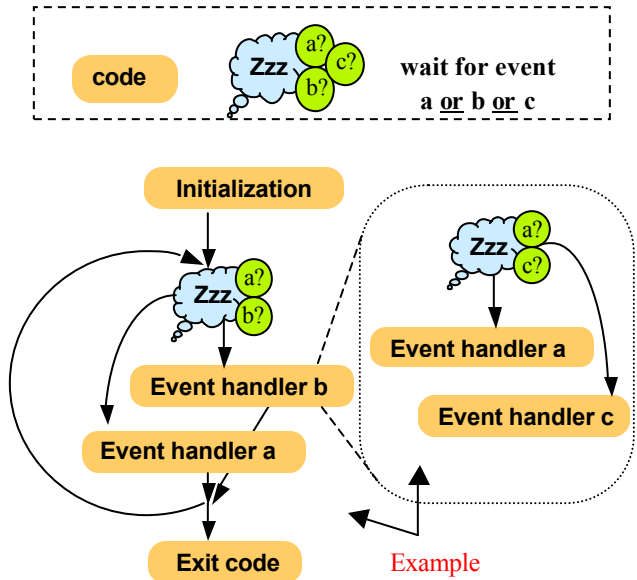 code
Zzz
a?
c?
b?
wait for event
a or b or c
Initialization
Zzz
a?
b?
Event handler b
Event handler a
Exit code
Zzz
a?
c?
Event handler a
Event handler c
Example